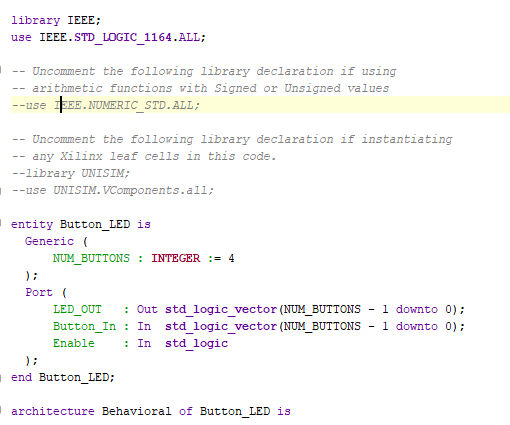 library IEEE;
use IEEE.STD_LOGIC_1164.ALL;
-- Uncomment the following library declaration if using
-- arithmetic functions with Signed or Unsigned values
--use IEEE.NUMERIC_STD.ALL;
-- Uncomment the following library declaration if instantiating
-- any Xilinx leaf cells in this code.
--library UNISIM;
--use UNISIM.VComponents.all;
entity Button_LED is
Generic (
NUM_BUTTONS : INTEGER := 4
);
Port (
LED_OUT : Out std_logic_vector(NUM_BUTTONS - 1 downto 0);
Button_In : In std_logic_vector(NUM_BUTTONS - 1 downto 0);
Enable : In std_logic
);
end Button_LED;
architecture Behavioral of Button_LED is